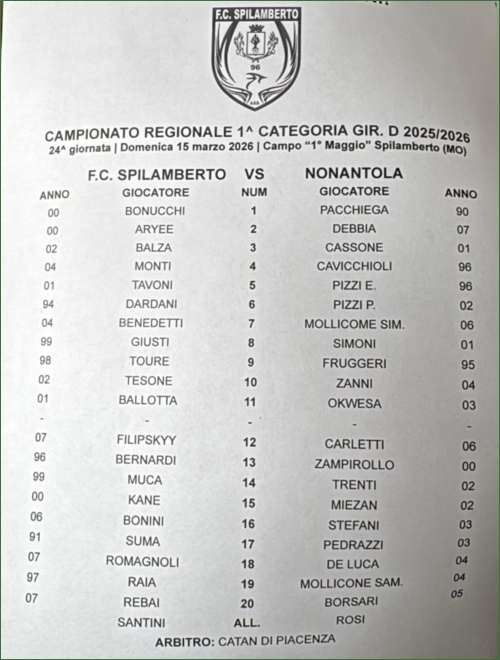 F.C. SPILAMBERTO
96
CAMPIONATO REGIONALE 1^ CATEGORIA GIR. D 2025/2026
24^ giornata | Domenica 15 marzo 2026 | Campo "1° Maggio" Spilamberto (MO)
F.C. SPILAMBERTO VS NONANTOLA
ANNO GIOCATORE NUM GIOCATORE ANNO
00 BONUCCHI 1 PACCHIEGA 90
00 ARYEE 2 DEBBIA 07
02 BALZA 3 CASSONE 01
04 MONTI 4 CAVICCHIOLI 96
01 TAVONI 5 PIZZI E. 96
94 DARDANI 6 PIZZI P. 02
04 BENEDETTI 7 MOLLICOME SIM. 06
99 GIUSTI 8 SIMONI 01
98 TOURE 9 FRUGGERI 95
02 TESONE 10 ZANNI 04
01 BALLOTTA 11 OKWESA 03
- - - - -
07 FILIPSKYY 12 CARLETTI 06
96 BERNARDI 13 ZAMPIROLLO 00
99 MUCA 14 TRENTI 02
00 KANE 15 MIEZAN 02
06 BONINI 16 STEFANI 03
91 SUMA 17 PEDRAZZI 03
07 ROMAGNOLI 18 DE LUCA 04
97 RAIA 19 MOLLICONE SAM. 04
07 REBAI 20 BORSARI 05
SANTINI ALL. ROSI
ARBITRO: CATAN DI PIACENZA